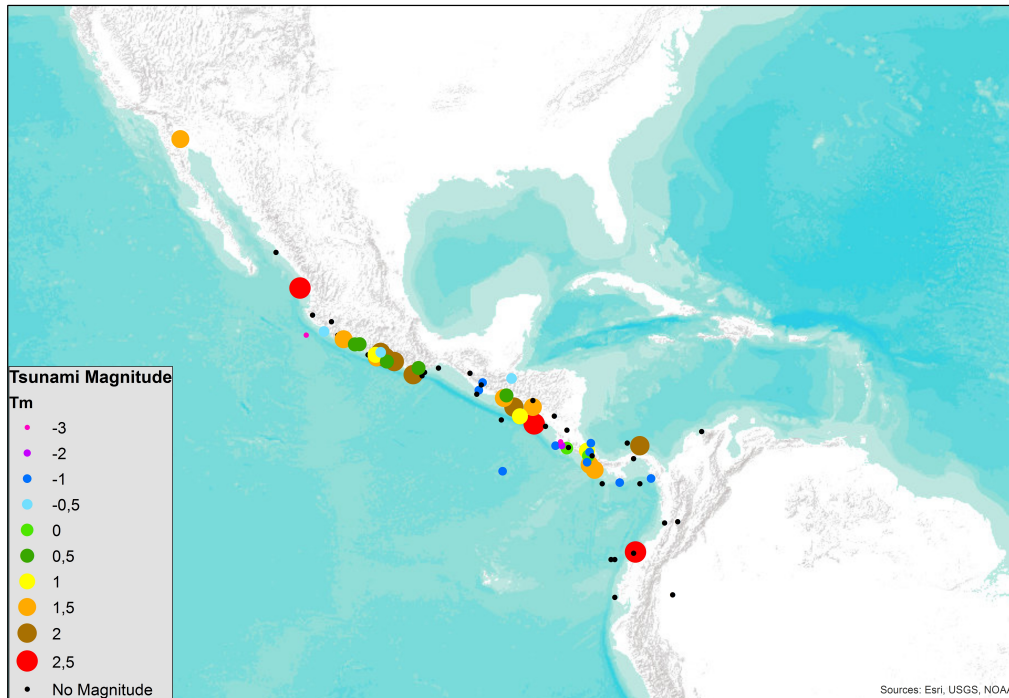 Tsunami Magnitude
Tm
-3
-2
-1
-0,5
0
0,5
1
1,5
2
2,5
No Magnitude
Sources: Esri, USGS, NOAA